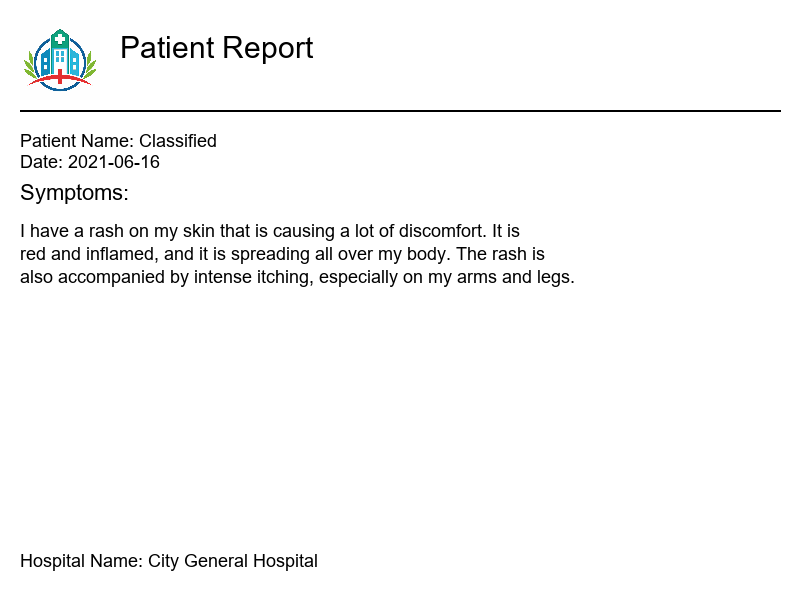 Patient Report
Patient Name: Classified
Date: 2021-06-16
Symptoms:
I have a rash on my skin that is causing a lot of discomfort. It is
red and inflamed, and it is spreading all over my body. The rash is
also accompanied by intense itching, especially on my arms and legs.
Hospital Name: City General Hospital